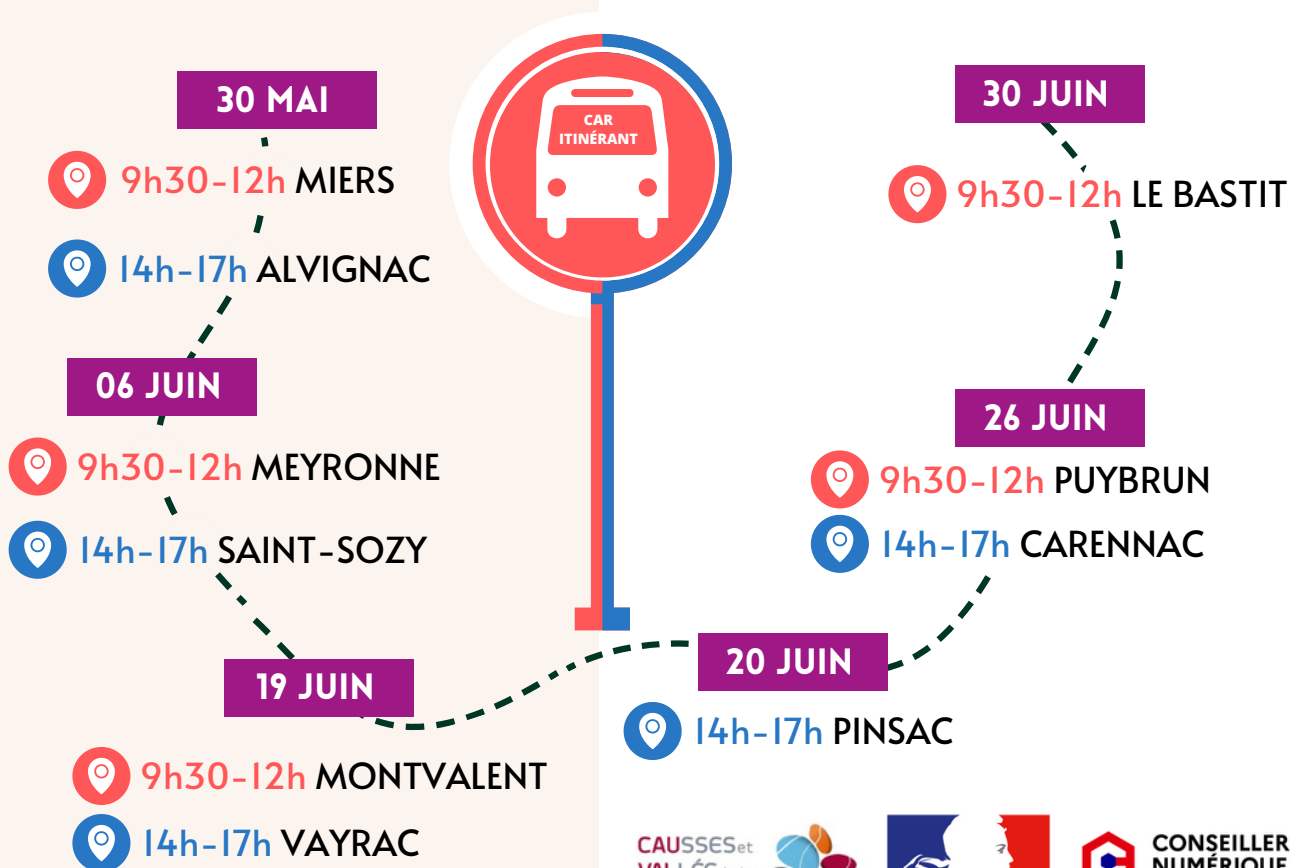 CAR
ITINÉRANT
30 MAI
9h30-12h MIERS
14h-17h ALVIGNAC
06 JUIN
9h30-12h MEYRONNE
14h-17h SAINT-SOZY
19 JUIN
9h30-12h MONTVALENT
14h-17h VAYRAC
20 JUIN
14h-17h PINSAC
26 JUIN
9h30-12h PUYBRUN
14h-17h CARENNAC
30 JUIN
9h30-12h LE BASTIT
CAUSSES et
CONSEILLER
NUMÉRIQUE